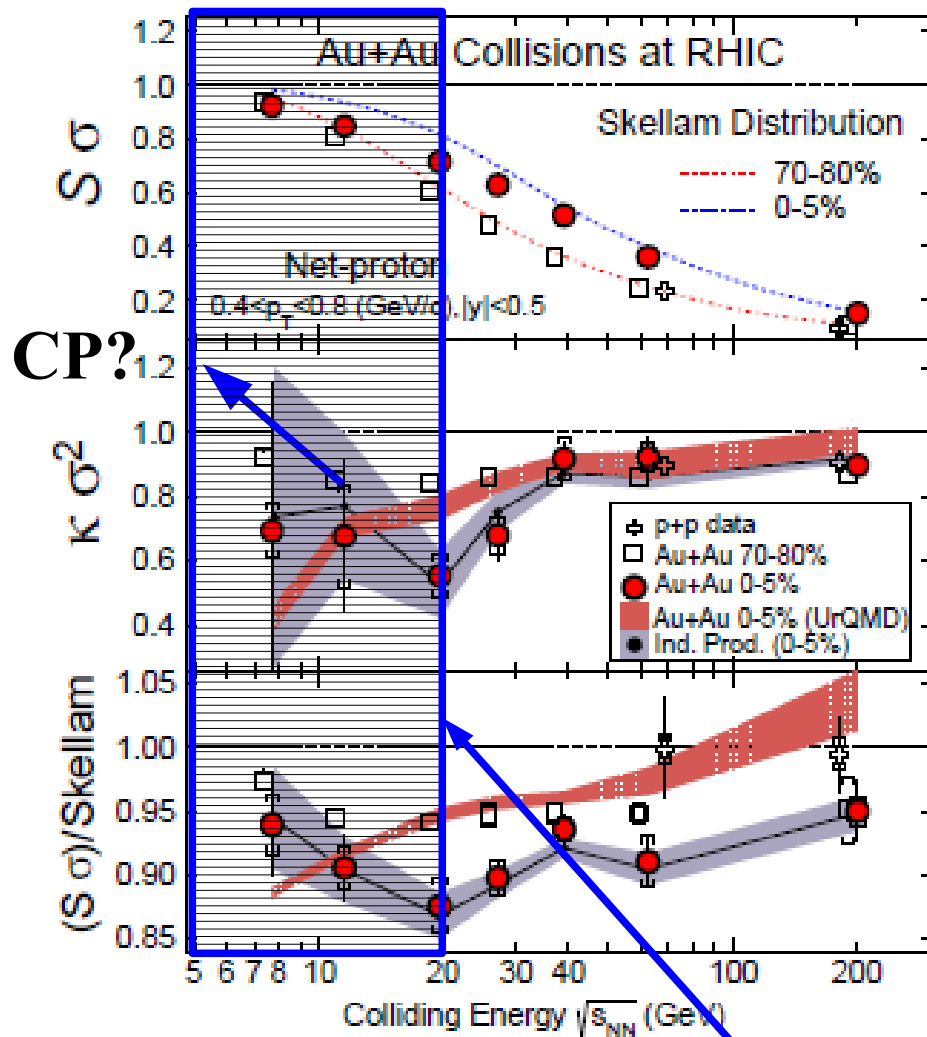 Au+Au Collisions at RHIC
S σ
1.2
1.0
0.8
0.6
0.4
0.2
Skellam Distribution
70-80%
0-5%
Net-proton
0.4<p_T<0.8 (GeV/c),|y|<0.5
CP?
κ σ²
1.2
1.0
0.8
0.6
0.4
p+p data
Au+Au 70-80%
Au+Au 0-5%
Au+Au 0-5% (UrQMD)
Ind. Prod. (0-5%)
(S σ)/Skellam
1.05
1.00
0.95
0.90
0.85
5 6 7 8 10 20 30 40 100 200
Colliding Energy √s_NN (GeV)